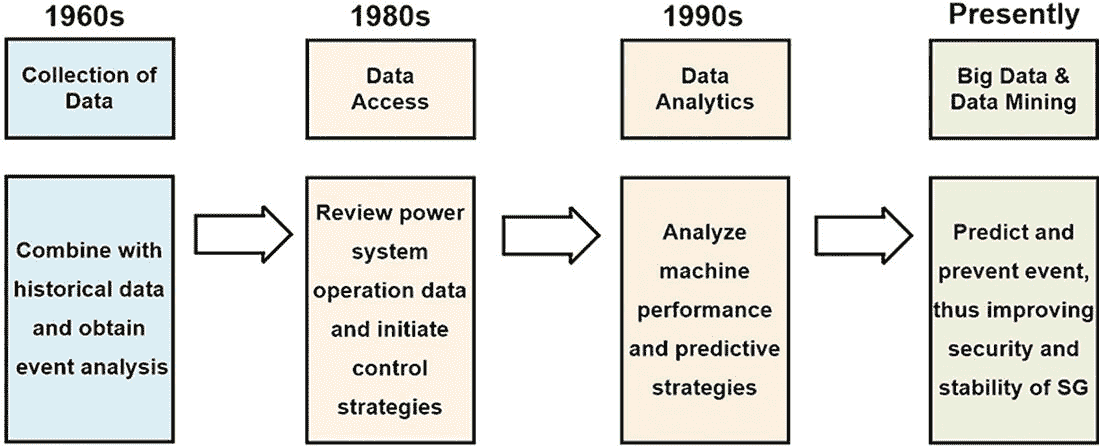 1960s
Collection of
Data
Combine with
historical data
and obtain
event analysis
1980s
Data
Access
Review power
system
operation data
and initiate
control
strategies
1990s
Data
Analytics
Analyze
machine
performance
and predictive
strategies
Presently
Big Data &
Data Mining
Predict and
prevent event,
thus improving
security and
stability of SG